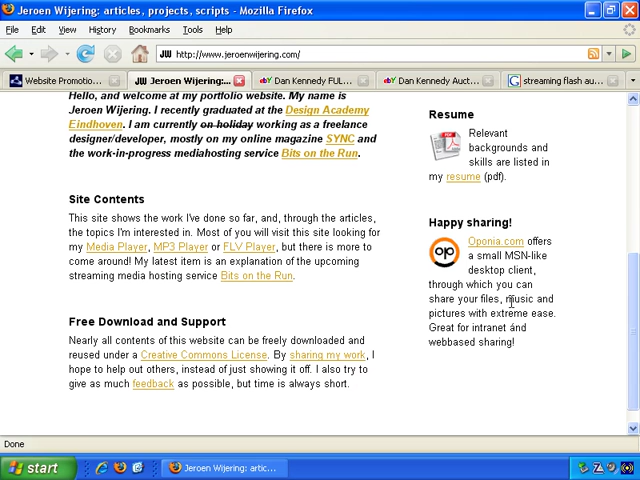 Jeroen Wijering: articles, projects, scripts - Mozilla Firefox
File Edit View History Bookmarks Tools Help
JW http://www.jeroenwijering.com/
Website Promotio... JW Jeroen Wijering:... Dan Kennedy FUL... Dan Kennedy Auct... G streaming flash au...
Hello, and welcome at my portfolio website. My name is
Jeroen Wijering. I recently graduated at the Design Academy
Eindhoven. I am currently on holiday working as a freelance
designer/developer, mostly on my online magazine SYNC and
the work-in-progress mediahosting service Bits on the Run.
Site Contents
This site shows the work I've done so far, and, through the articles,
the topics I'm interested in. Most of you will visit this site looking for
my Media Player, MP3 Player or FLV Player, but there is more to
come around! My latest item is an explanation of the upcoming
streaming media hosting service Bits on the Run.
Free Download and Support
Nearly all contents of this website can be freely downloaded and
reused under a Creative Commons License. By sharing my work, I
hope to help out others, instead of just showing it off. I also try to
give as much feedback as possible, but time is always short.
Resume
Relevant
backgrounds and
skills are listed in
my resume (pdf).
Happy sharing!
op
Oponia.com offers
a small MSN-like
desktop client,
through which you can
share your files, music and
pictures with extreme ease.
Great for intranet ánd
webbased sharing!
Done
start JW Jeroen Wijering: artic...